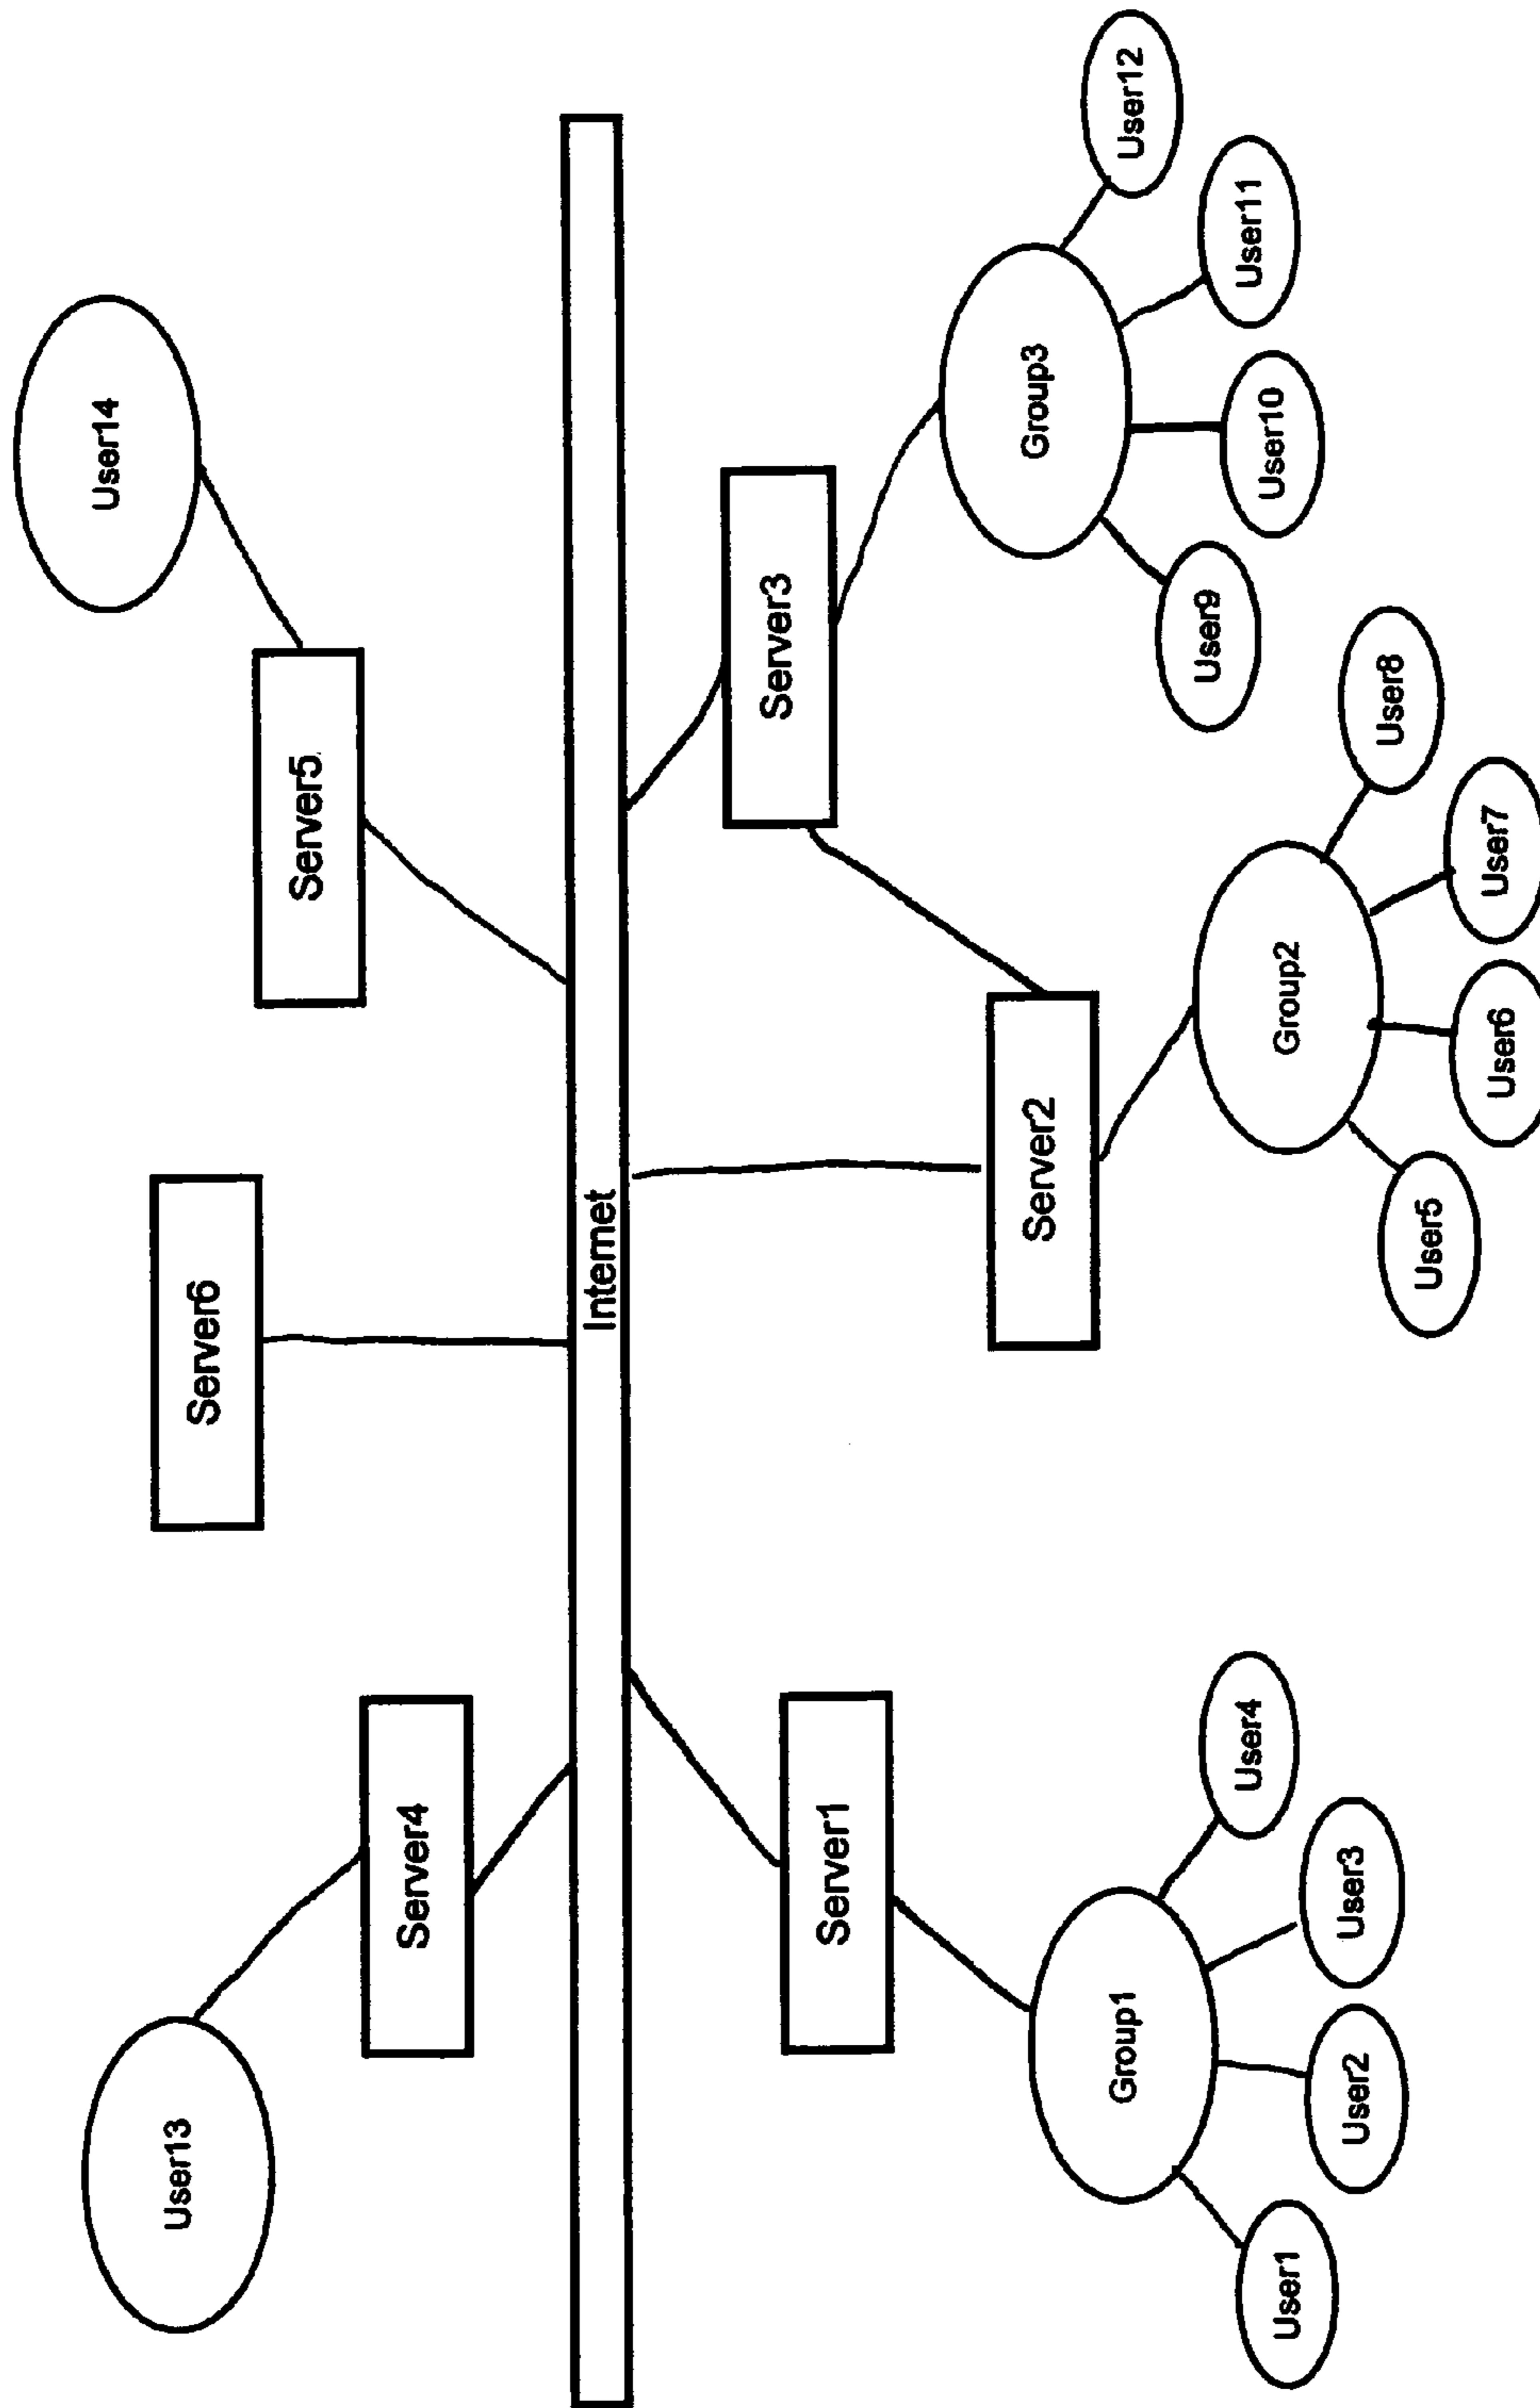 User13
User14
Server4
Server6
Server5
Internet
Server1
Server2
Server3
Group1
Group2
Group3
User1
User2
User3
User4
User5
User6
User7
User8
User9
User10
User11
User12